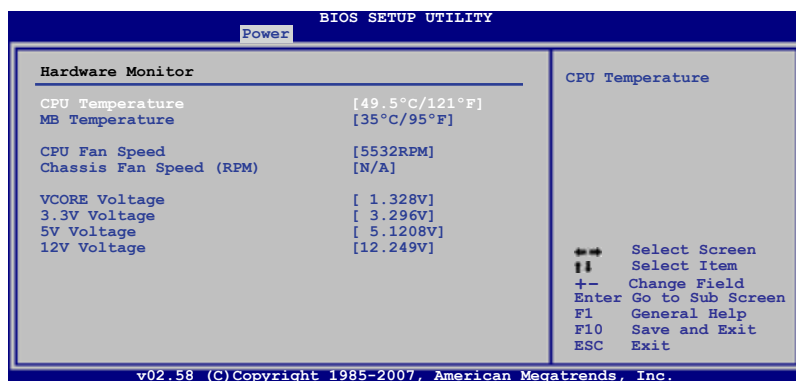 BIOS SETUP UTILITY
Power
Hardware Monitor
CPU Temperature [49.5°C/121°F]
MB Temperature [35°C/95°F]
CPU Fan Speed [5532RPM]
Chassis Fan Speed (RPM) [N/A]
VCORE Voltage [ 1.328V]
3.3V Voltage [ 3.296V]
5V Voltage [ 5.1208V]
12V Voltage [12.249V]
CPU Temperature
Select Screen
Select Item
+- Change Field
Enter Go to Sub Screen
F1 General Help
F10 Save and Exit
ESC Exit
v02.58 (C)Copyright 1985-2007, American Megatrends, Inc.